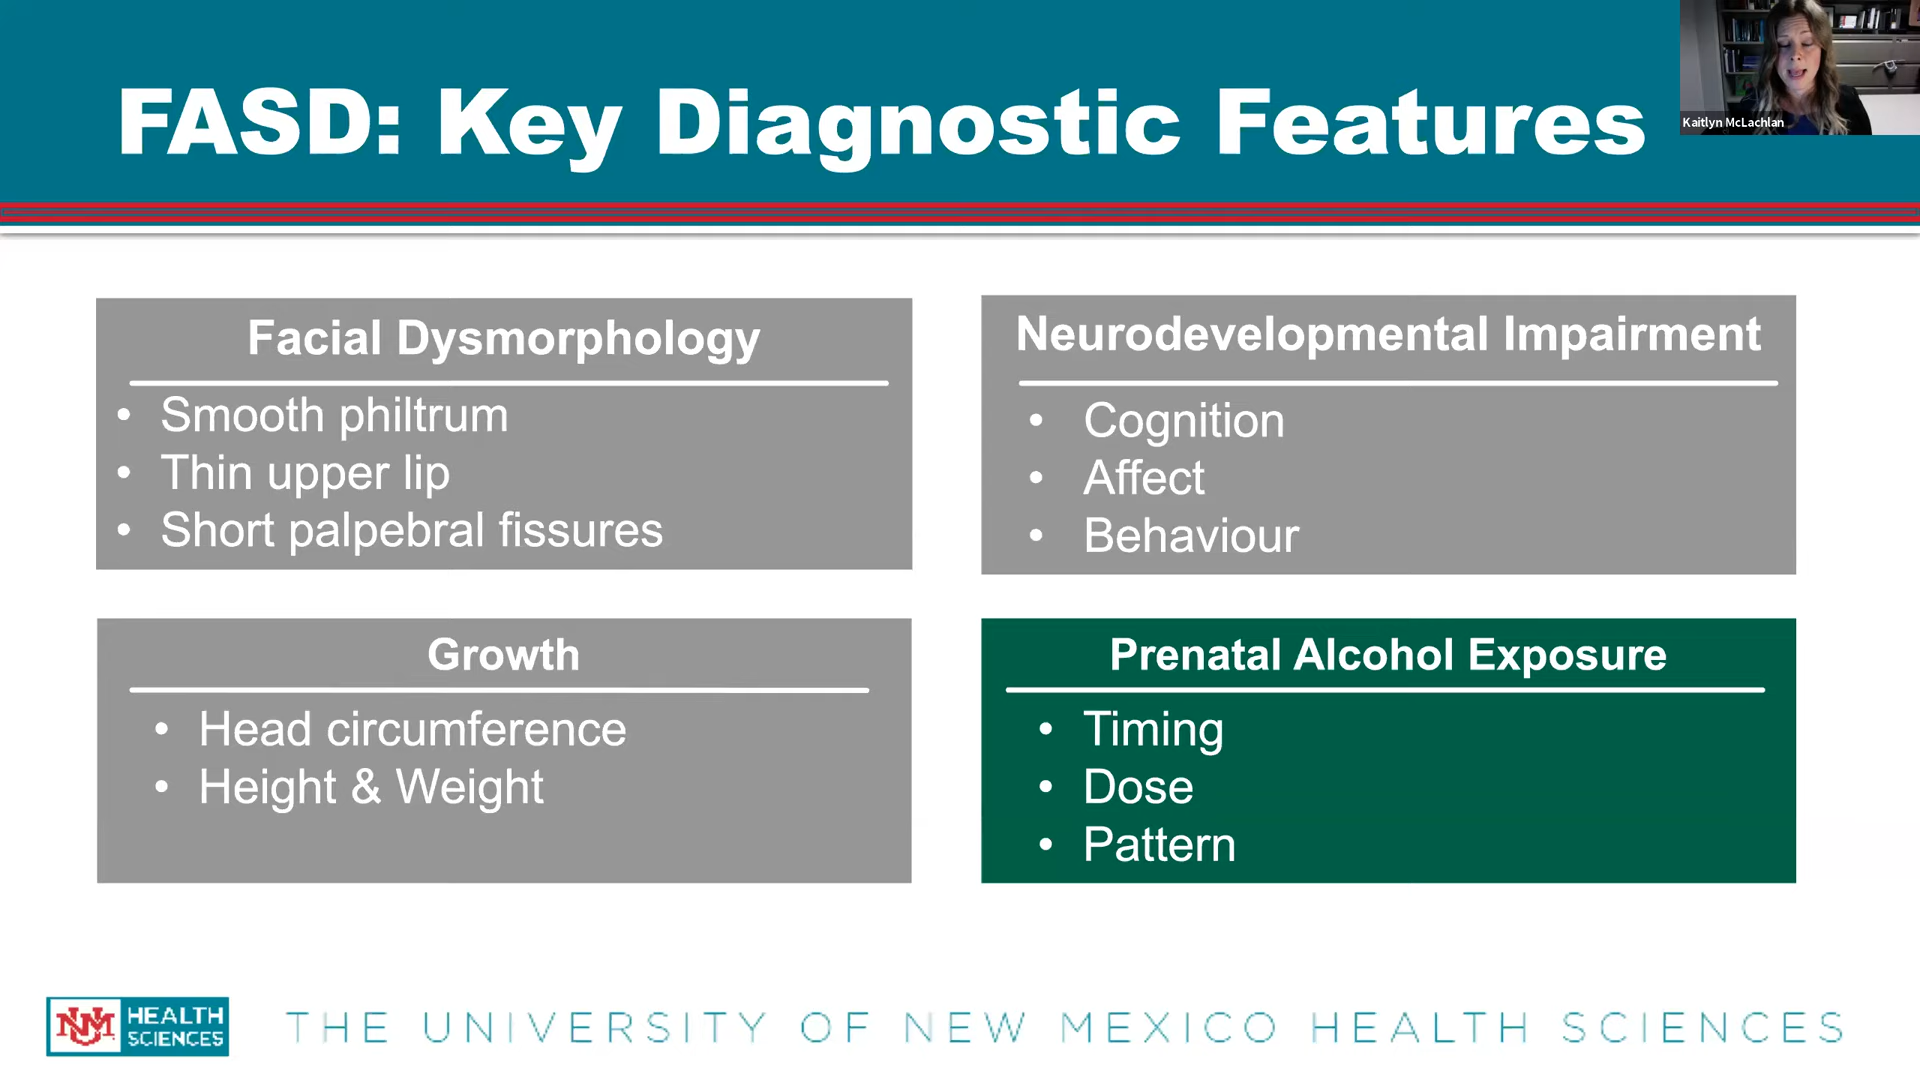 FASD: Key Diagnostic Features
Kaitlyn McLachlan
Facial Dysmorphology
• Smooth philtrum
• Thin upper lip
• Short palpebral fissures
Neurodevelopmental Impairment
• Cognition
• Affect
• Behaviour
Growth
• Head circumference
• Height & Weight
Prenatal Alcohol Exposure
• Timing
• Dose
• Pattern
UNM HEALTH
SCIENCES
THE UNIVERSITY OF NEW MEXICO HEALTH SCIENCES